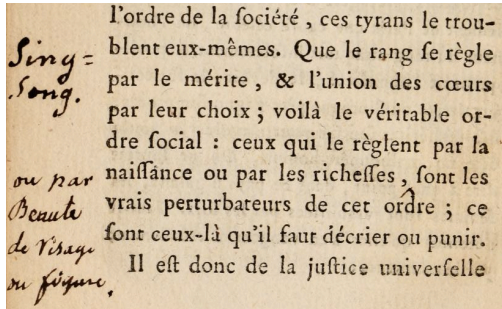 l'ordre de la ſociété , ces tyrans le trou-
blent eux-mêmes. Que le rang ſe règle
par le mérite , & l'union des cœurs
par leur choix ; voilà le véritable or-
dre ſocial : ceux qui le règlent par la
naiſſance ou par les richeſſes ‸, ſont les
vrais perturbateurs de cet ordre ; ce
ſont ceux-là qu'il faut décrier ou punir.
Il eſt donc de la juſtice univerſelle
Sing=
Song.
ou par
Beauté
de Visage
ou figure.